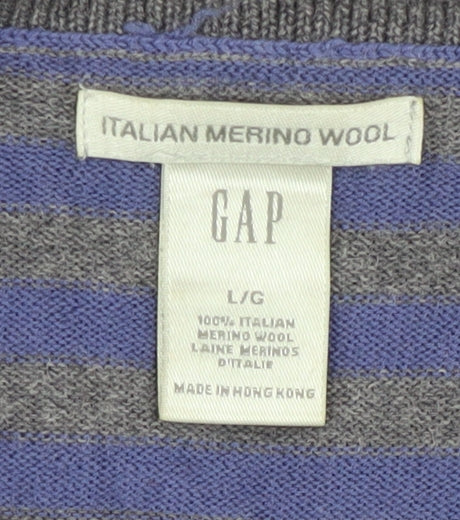 ITALIAN MERINO WOOL
GAP
L/G
100% ITALIAN
MERINO WOOL
LAINE MERINOS
D'ITALIE
MADE IN HONG KONG